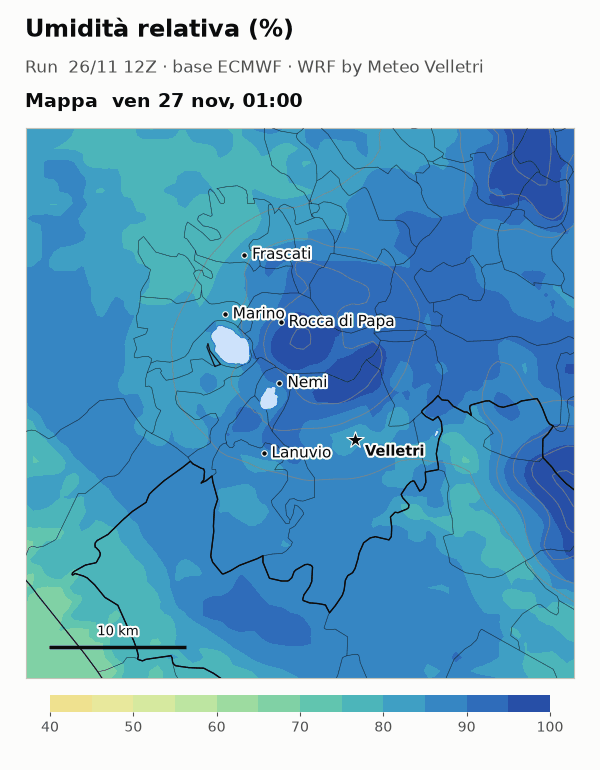 Umidità relativa (%)
Run  26/11 12Z · base ECMWF · WRF by Meteo Velletri
Mappa  ven 27 nov, 01:00
Frascati
Marino
Rocca di Papa
Nemi
Velletri
Lanuvio
10 km
40 50 60 70 80 90 100